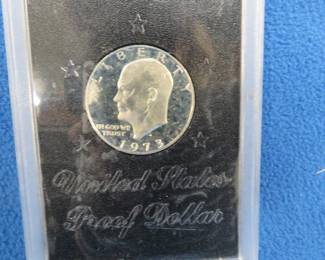 LIBERTY
IN GOD WE
TRUST
1973
United States
Proof Dollar